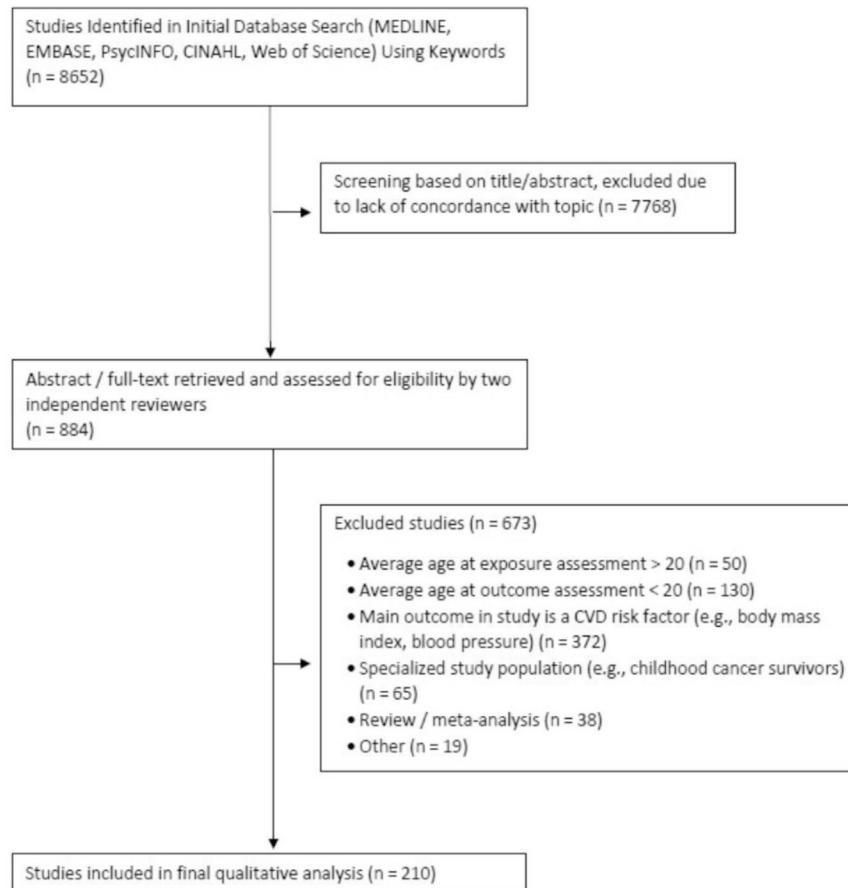 Studies Identified in Initial Database Search (MEDLINE,
EMBASE, PsycINFO, CINAHL, Web of Science) Using Keywords
(n = 8652)
Screening based on title/abstract, excluded due
to lack of concordance with topic (n = 7768)
Abstract / full-text retrieved and assessed for eligibility by two
independent reviewers
(n = 884)
Excluded studies (n = 673)
• Average age at exposure assessment > 20 (n = 50)
• Average age at outcome assessment < 20 (n = 130)
• Main outcome in study is a CVD risk factor (e.g., body mass
index, blood pressure) (n = 372)
• Specialized study population (e.g., childhood cancer survivors)
(n = 65)
• Review / meta-analysis (n = 38)
• Other (n = 19)
Studies included in final qualitative analysis (n = 210)